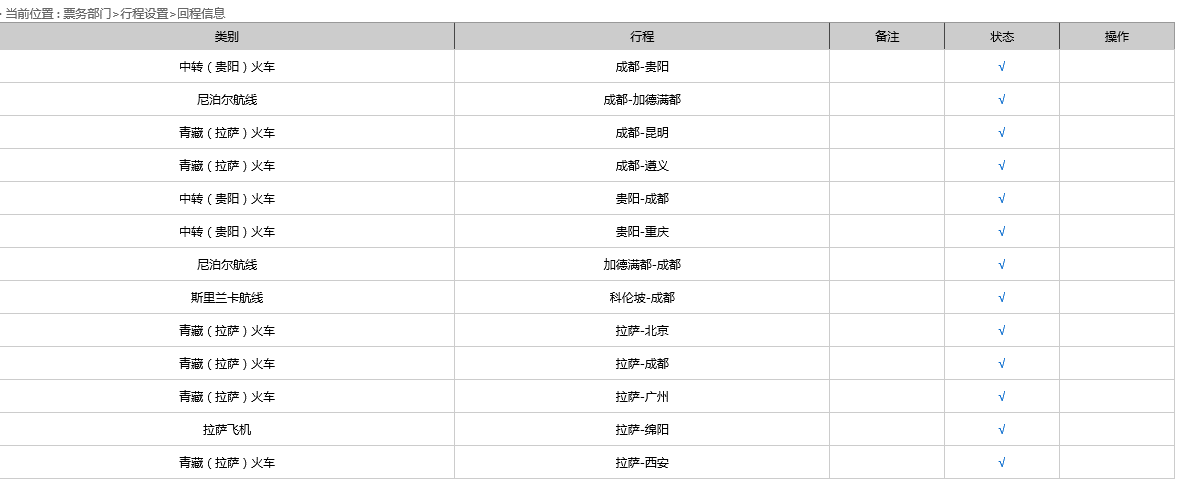 · 当前位置：票务部门>行程设置>回程信息
类别 行程 备注 状态 操作
中转（贵阳）火车 成都-贵阳 √
尼泊尔航线 成都-加德满都 √
青藏（拉萨）火车 成都-昆明 √
青藏（拉萨）火车 成都-遵义 √
中转（贵阳）火车 贵阳-成都 √
中转（贵阳）火车 贵阳-重庆 √
尼泊尔航线 加德满都-成都 √
斯里兰卡航线 科伦坡-成都 √
青藏（拉萨）火车 拉萨-北京 √
青藏（拉萨）火车 拉萨-成都 √
青藏（拉萨）火车 拉萨-广州 √
拉萨飞机 拉萨-绵阳 √
青藏（拉萨）火车 拉萨-西安 √